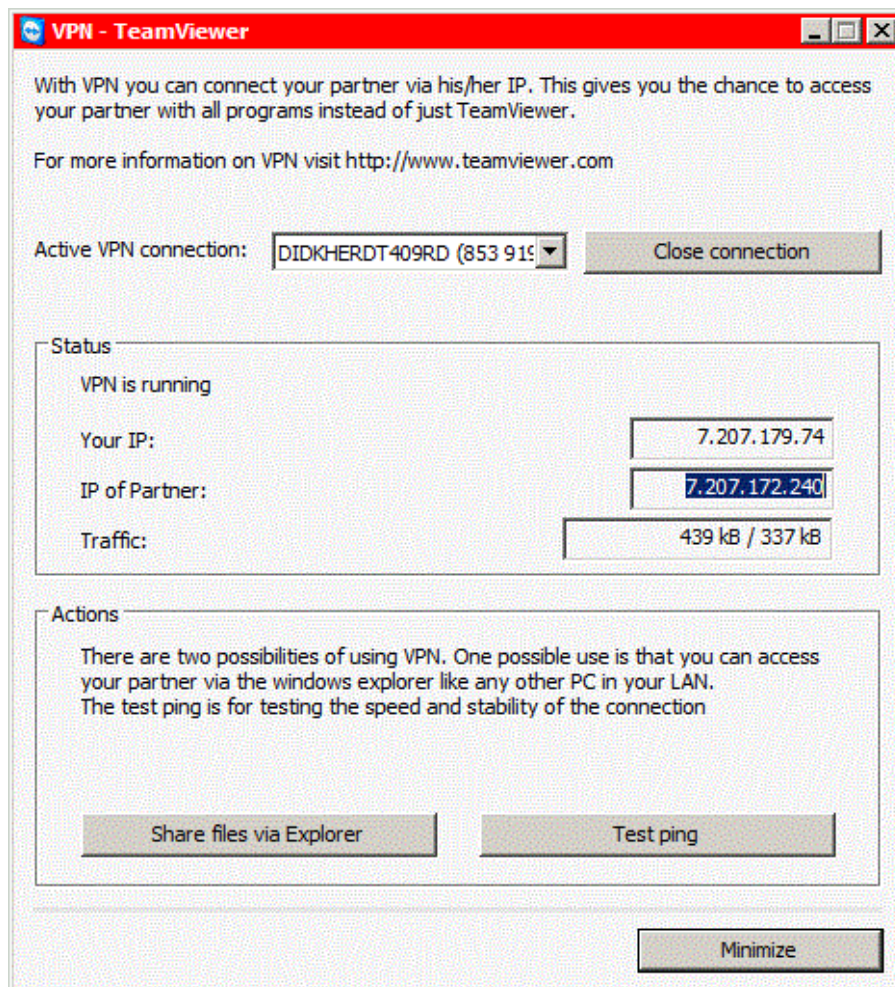 VPN - TeamViewer
With VPN you can connect your partner via his/her IP. This gives you the chance to access
your partner with all programs instead of just TeamViewer.
For more information on VPN visit http://www.teamviewer.com
Active VPN connection: DIDKHERDT409RD (853 919 Close connection
Status
VPN is running
Your IP: 7.207.179.74
IP of Partner: 7.207.172.240
Traffic: 439 kB / 337 kB
Actions
There are two possibilities of using VPN. One possible use is that you can access
your partner via the windows explorer like any other PC in your LAN.
The test ping is for testing the speed and stability of the connection
Share files via Explorer Test ping
Minimize